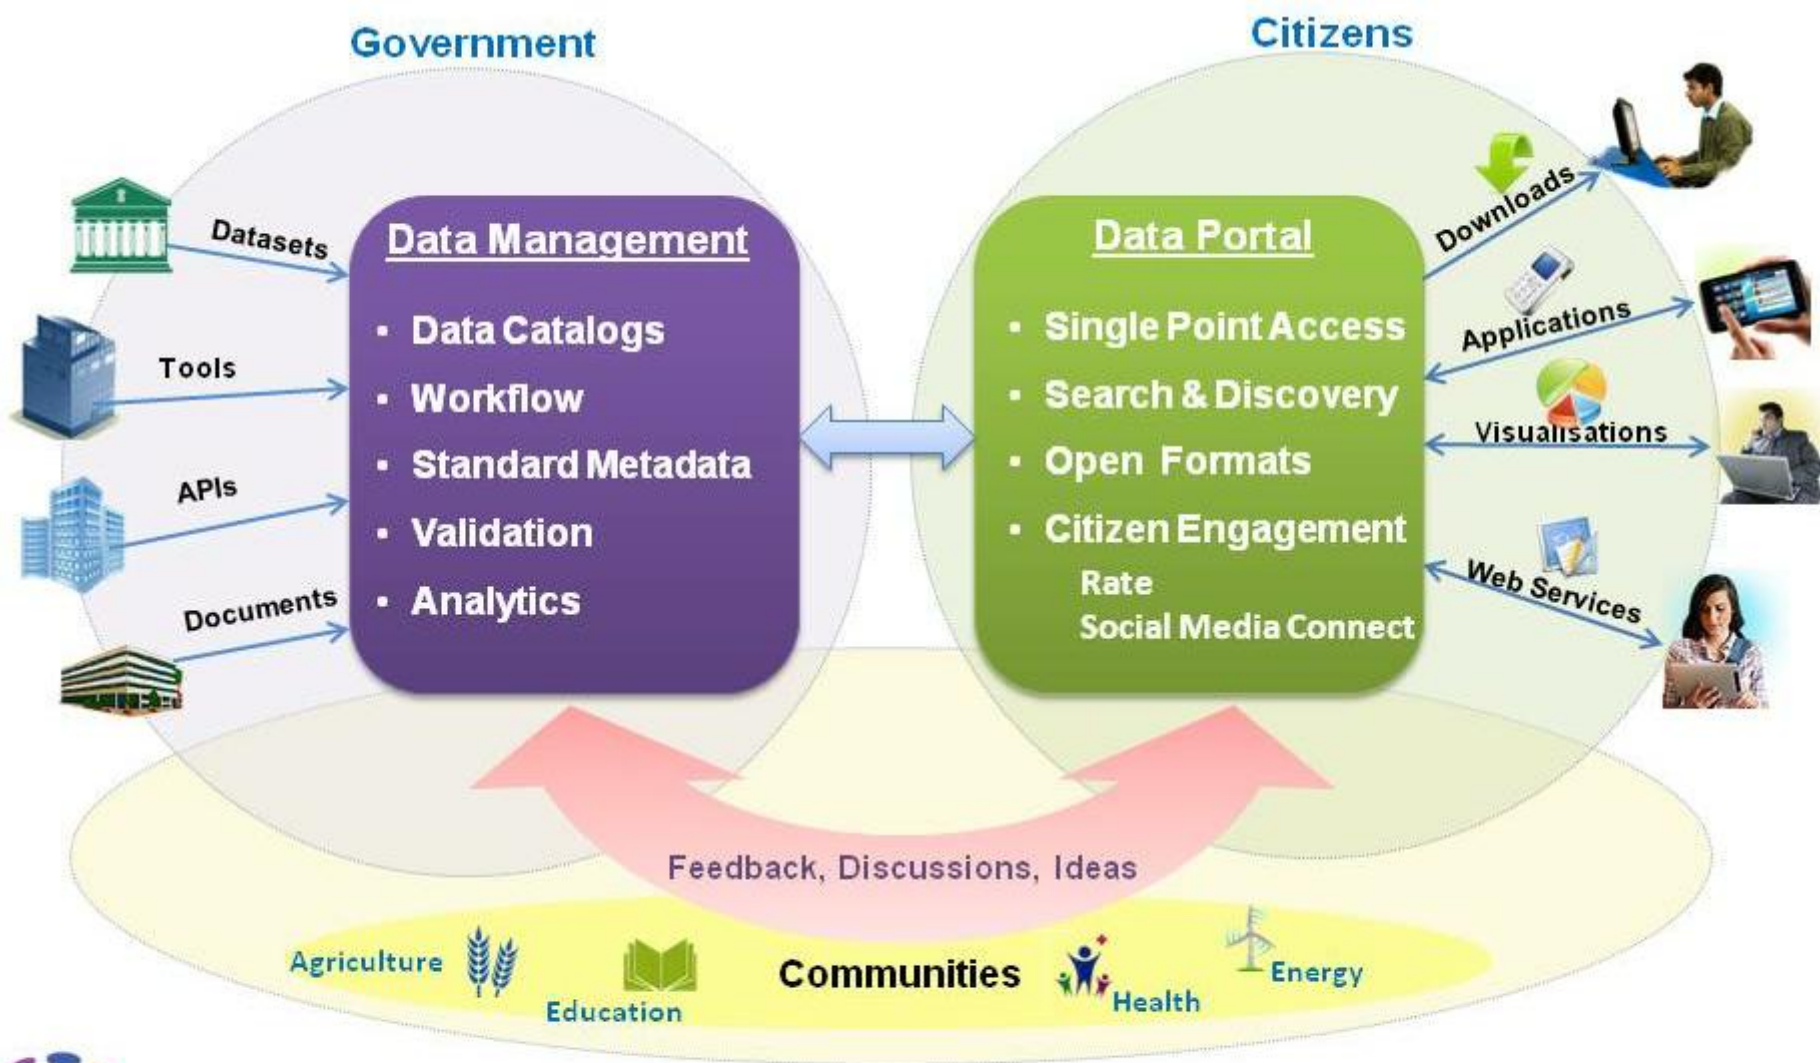 Government
Citizens
Datasets
Tools
APIs
Documents
Data Management
▪ Data Catalogs
▪ Workflow
▪ Standard Metadata
▪ Validation
▪ Analytics
Data Portal
▪ Single Point Access
▪ Search & Discovery
▪ Open Formats
▪ Citizen Engagement
Rate
Social Media Connect
Downloads
Applications
Visualisations
Web Services
Feedback, Discussions, Ideas
Agriculture
Education
Communities
Health
Energy